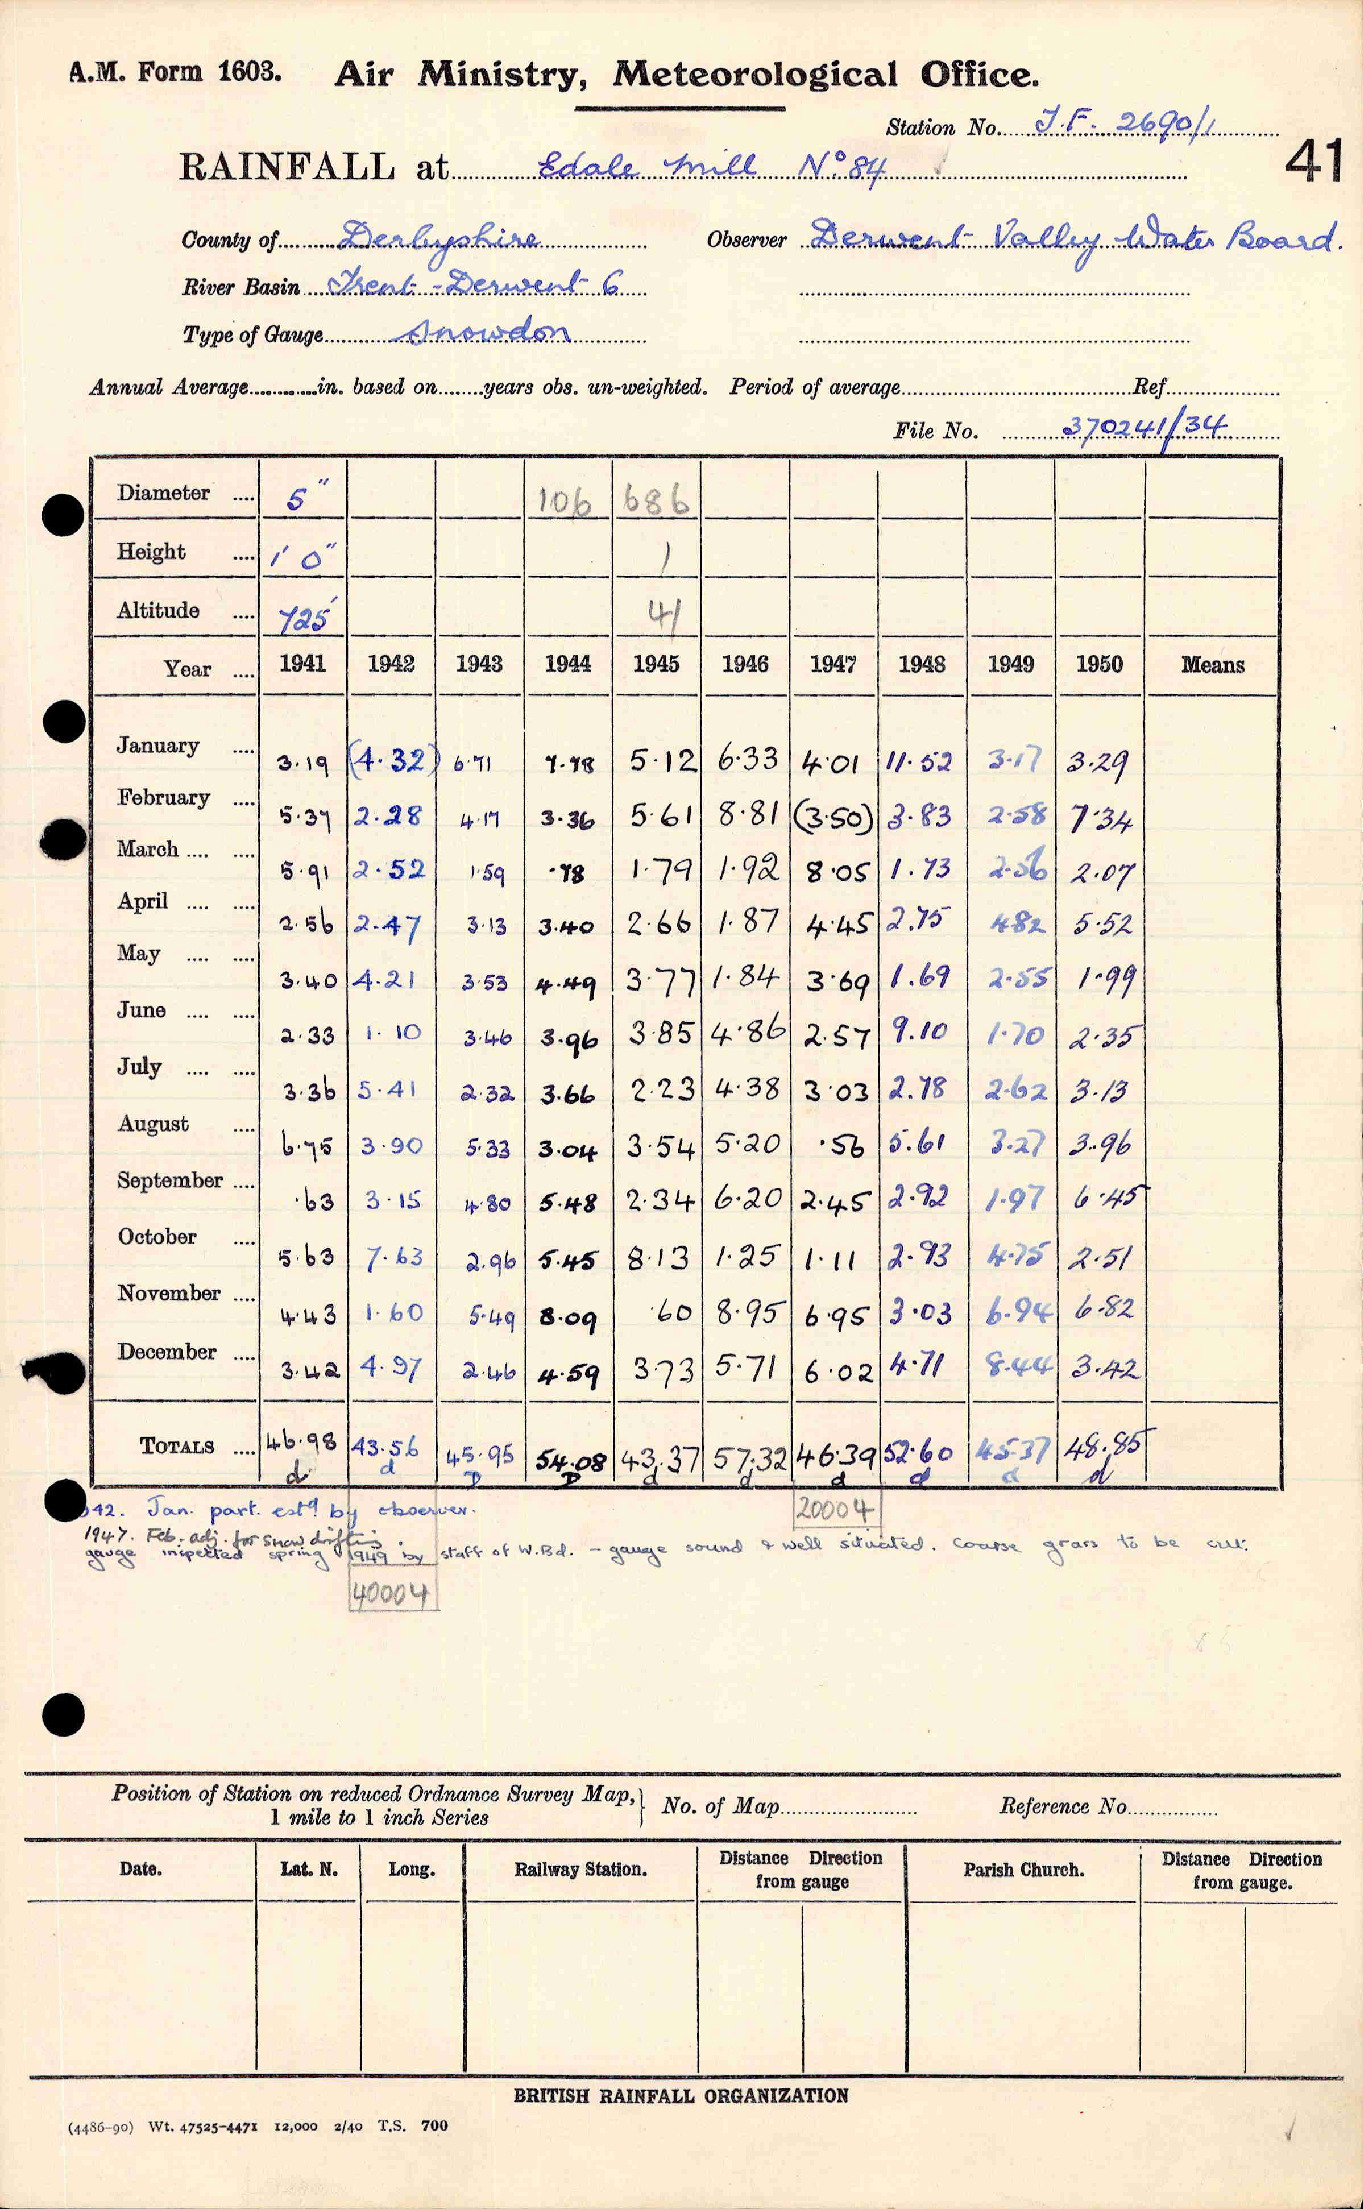 A.M. Form 1603. Air Ministry, Meteorological Office.
Station No. J.F. 2690/1
41
RAINFALL at Edale Mill Nº 84
County of Derbyshire Observer Derwent Valley Water Board.
River Basin Trent - Derwent 6
Type of Gauge Snowdon
Annual Average............in. based on........years obs. un-weighted. Period of average........ Ref........
File No. 370241/34
Diameter .... 5" 106 686
Height .... 1' 0" 1
Altitude .... 725' 41
Year .... 1941 1942 1943 1944 1945 1946 1947 1948 1949 1950 Means
January .... 3.19 (4.32) 6.71 7.78 5.12 6.33 4.01 11.52 3.17 3.29
February .... 5.37 2.28 4.17 3.36 5.61 8.81 (3.50) 3.83 2.58 7.34
March .... .... 5.91 2.52 1.59 .78 1.79 1.92 8.05 1.73 2.56 2.07
April .... .... 2.56 2.47 3.13 3.40 2.66 1.87 4.45 2.75 4.82 5.52
May .... .... 3.40 4.21 3.53 4.49 3.77 1.84 3.69 1.69 2.55 1.99
June .... .... 2.33 1.10 3.46 3.96 3.85 4.86 2.57 9.10 1.70 2.35
July .... .... 3.36 5.41 2.32 3.66 2.23 4.38 3.03 2.78 2.62 3.13
August .... 6.75 3.90 5.33 3.04 3.54 5.20 .56 5.61 3.27 3.96
September .... .63 3.15 4.80 5.48 2.34 6.20 2.45 2.92 1.97 6.45
October .... 5.63 7.63 2.96 5.45 8.13 1.25 1.11 2.93 4.75 2.51
November .... 4.43 1.60 5.49 8.09 .60 8.95 6.95 3.03 6.94 6.82
December .... 3.42 4.97 2.46 4.59 3.73 5.71 6.02 4.71 8.44 3.42
TOTALS .... 46.98 43.56 45.95 54.08 43.37 57.32 46.39 52.60 45.37 48.85
d d D D d d d d d d
42. Jan. part. estd. by observer. 20004
1947. Feb. adj. for snow drifting.
gauge inspected spring 1949 by staff of W.Bd. - gauge sound & well situated. Coarse grass to be cut.
40004
Position of Station on reduced Ordnance Survey Map, 1 mile to 1 inch Series } No. of Map........ Reference No........
Date. Lat. N. Long. Railway Station. Distance Direction from gauge Parish Church. Distance Direction from gauge.
BRITISH RAINFALL ORGANIZATION
(4486-90) Wt. 47525-4471 12,000 2/40 T.S. 700